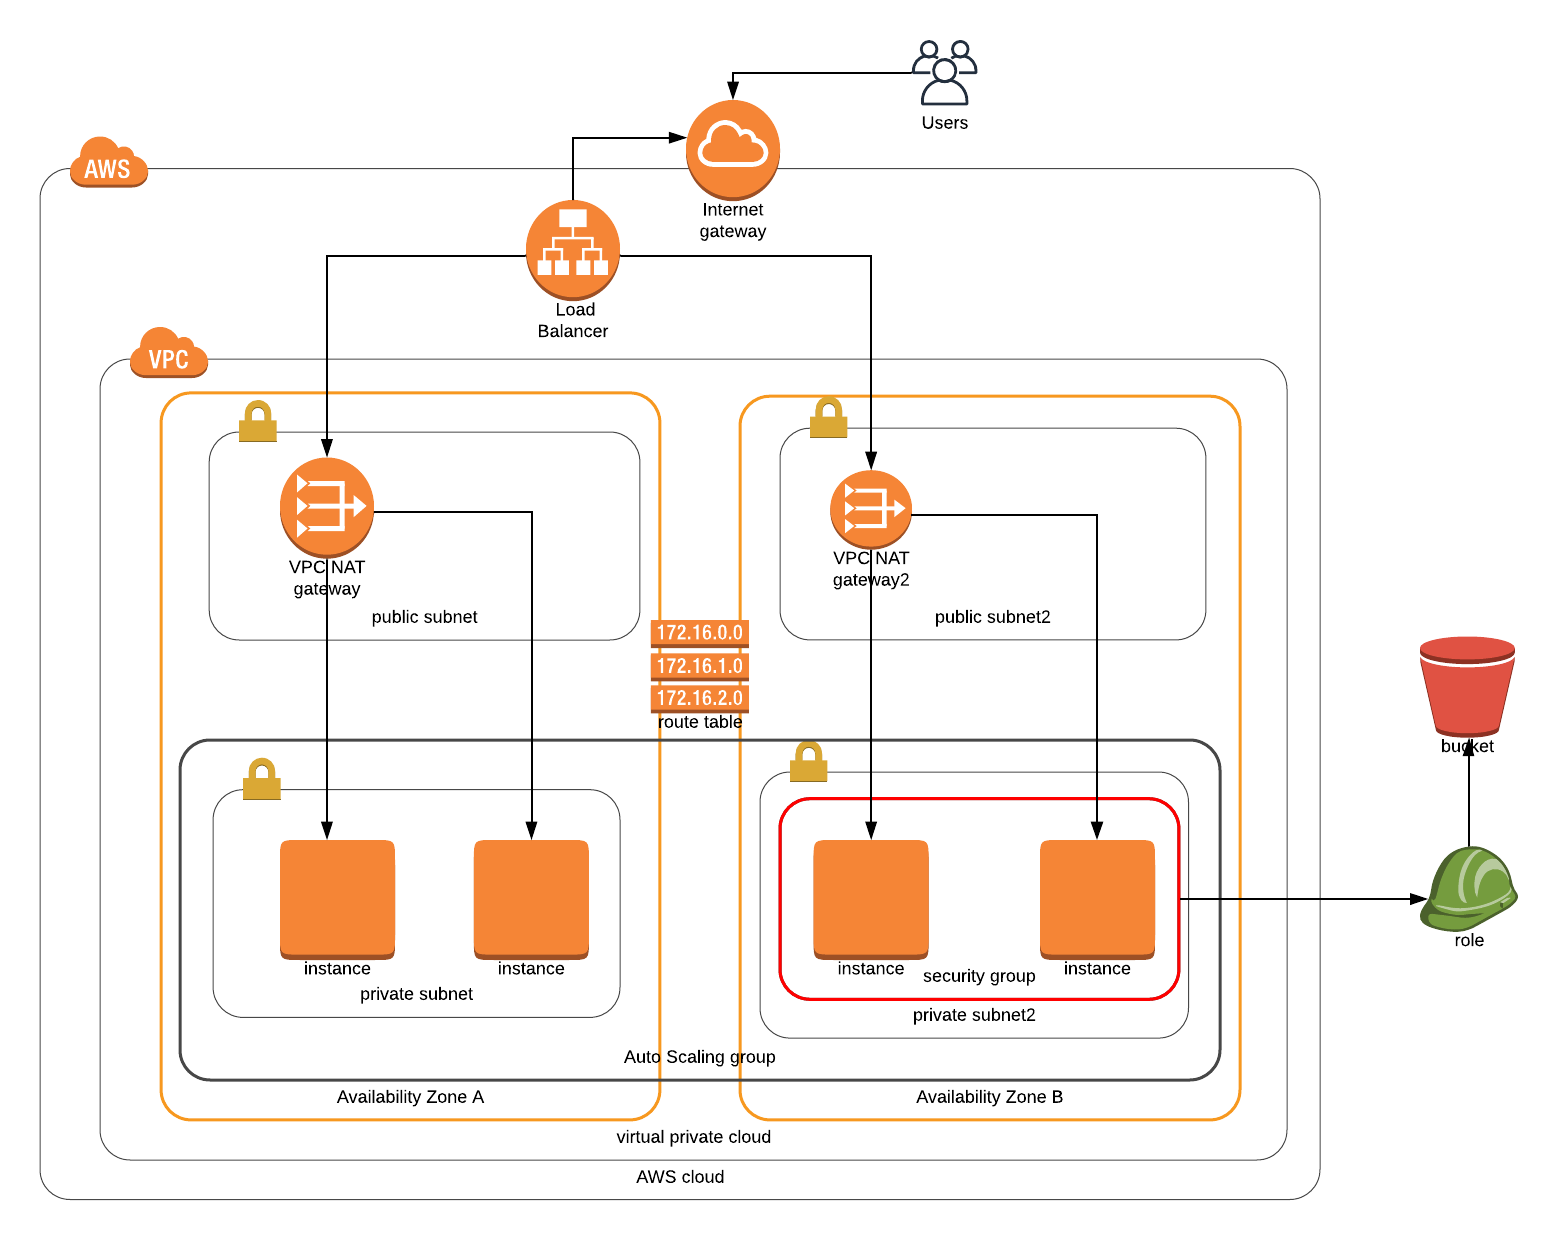 Users
AWS
Internet
gateway
Load
Balancer
VPC
VPC NAT
gateway
public subnet
VPC NAT
gateway2
public subnet2
172.16.0.0
172.16.1.0
172.16.2.0
route table
bucket
instance
instance
private subnet
instance
instance
security group
private subnet2
role
Auto Scaling group
Availability Zone A
Availability Zone B
virtual private cloud
AWS cloud